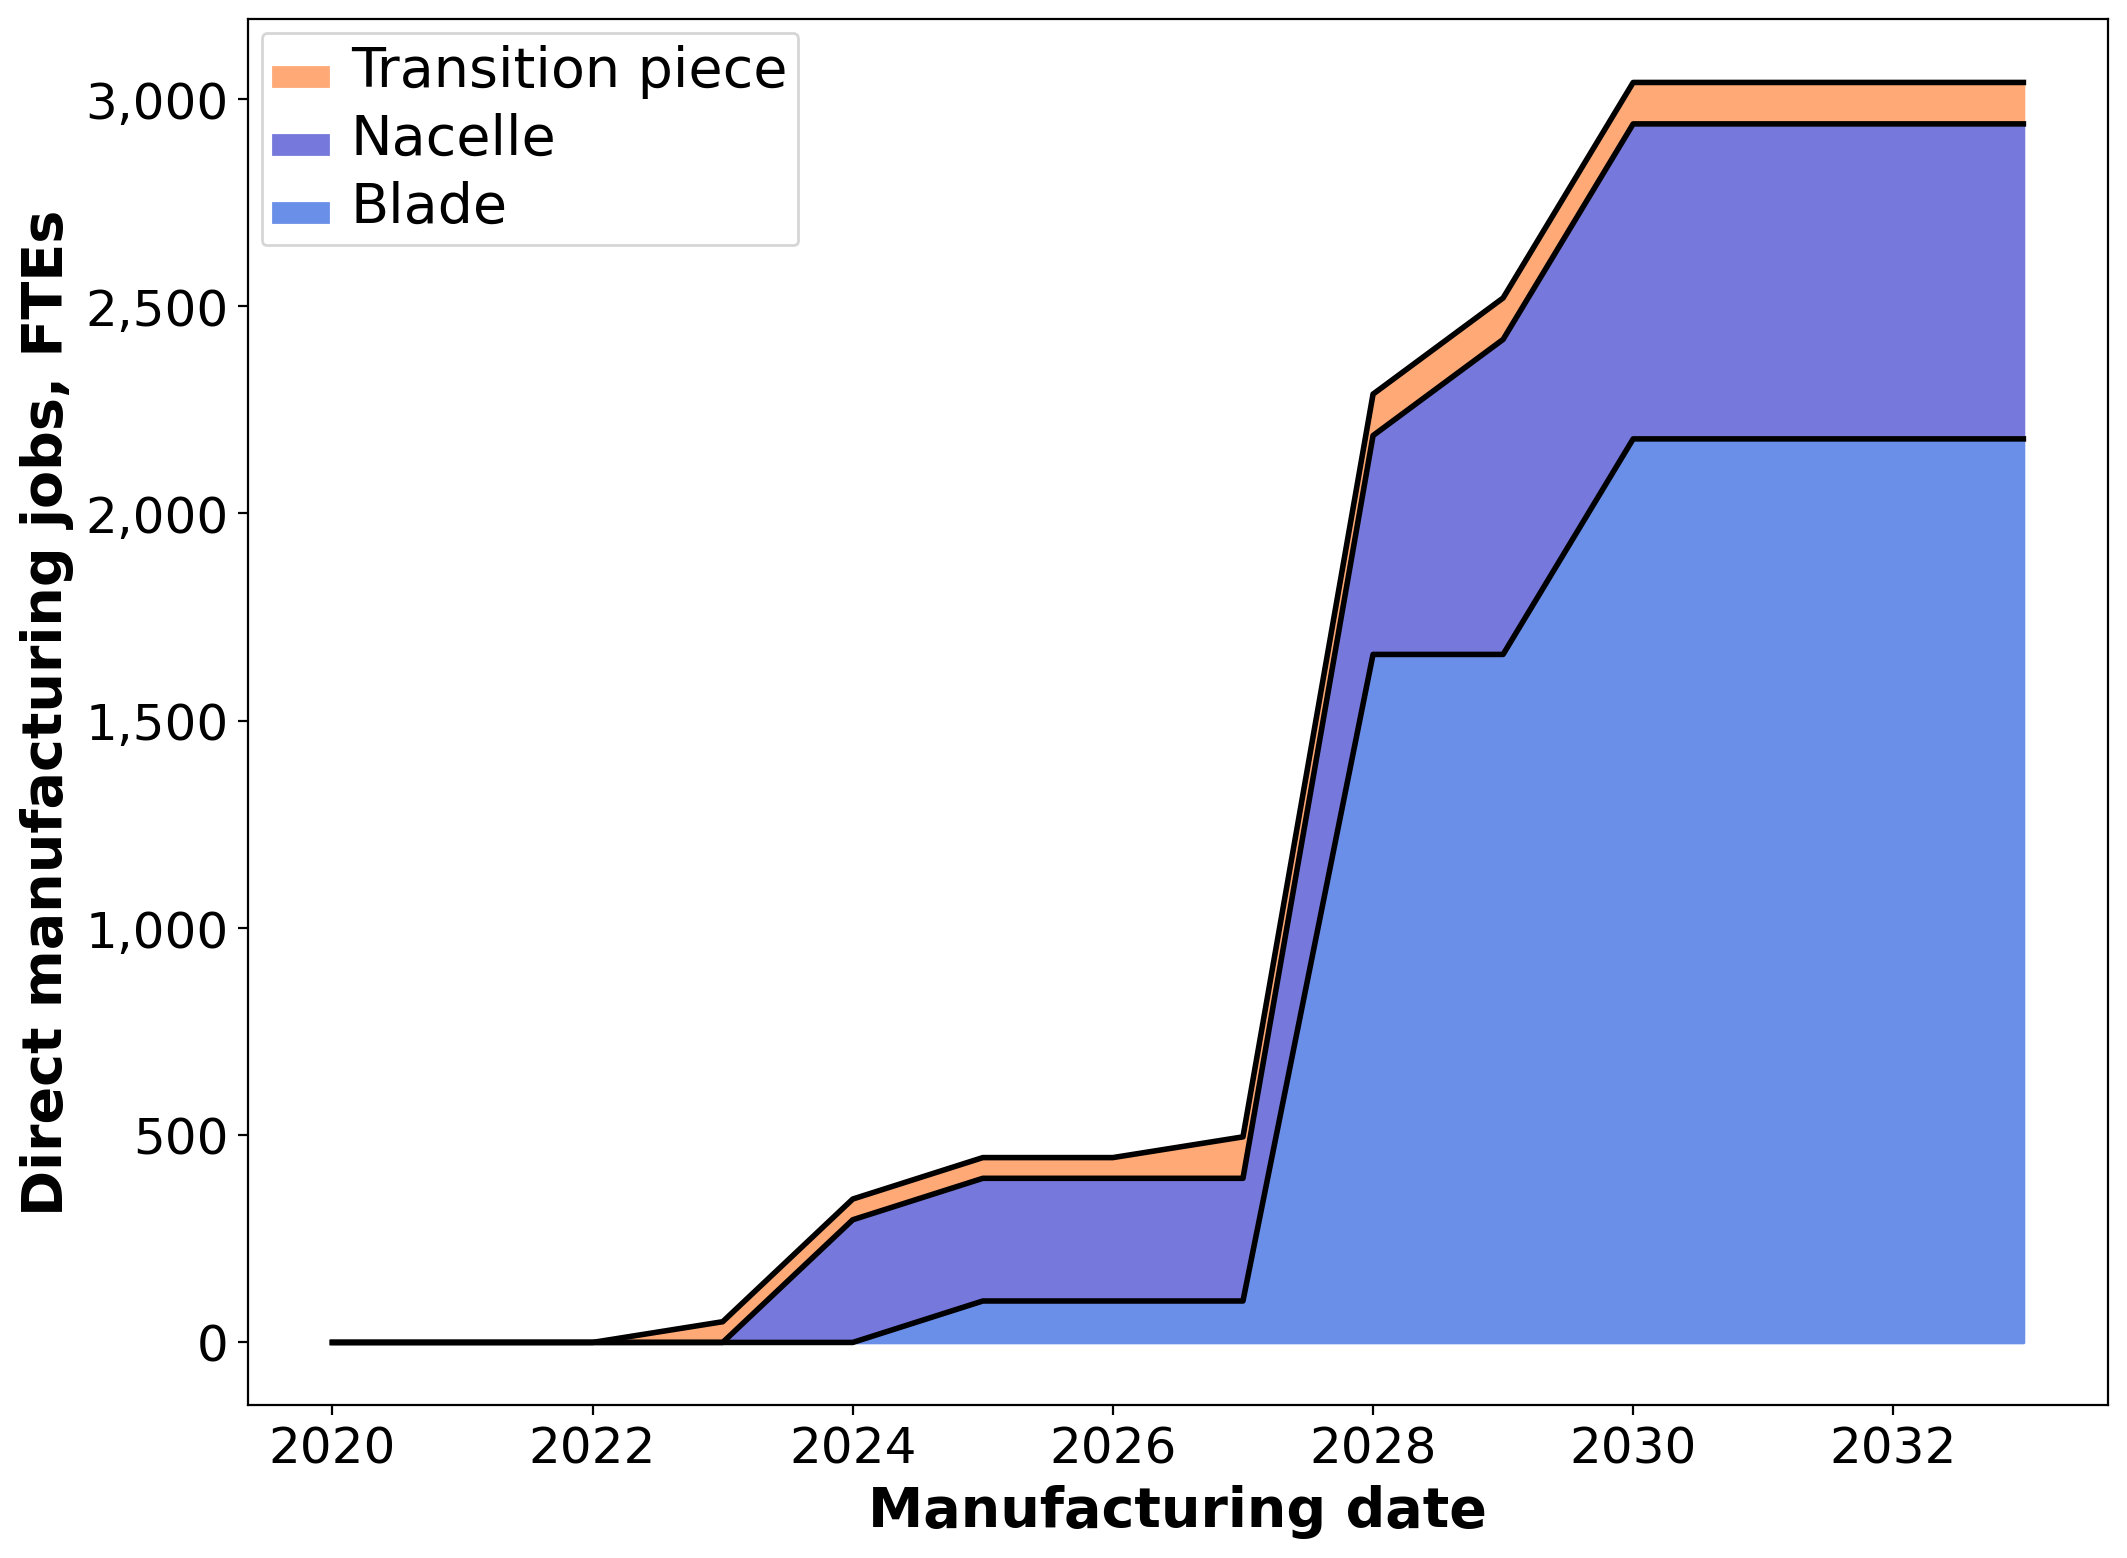 Transition piece
Nacelle
Blade
Direct manufacturing jobs, FTEs
3,000
2,500
2,000
1,500
1,000
500
0
2020 2022 2024 2026 2028 2030 2032
Manufacturing date